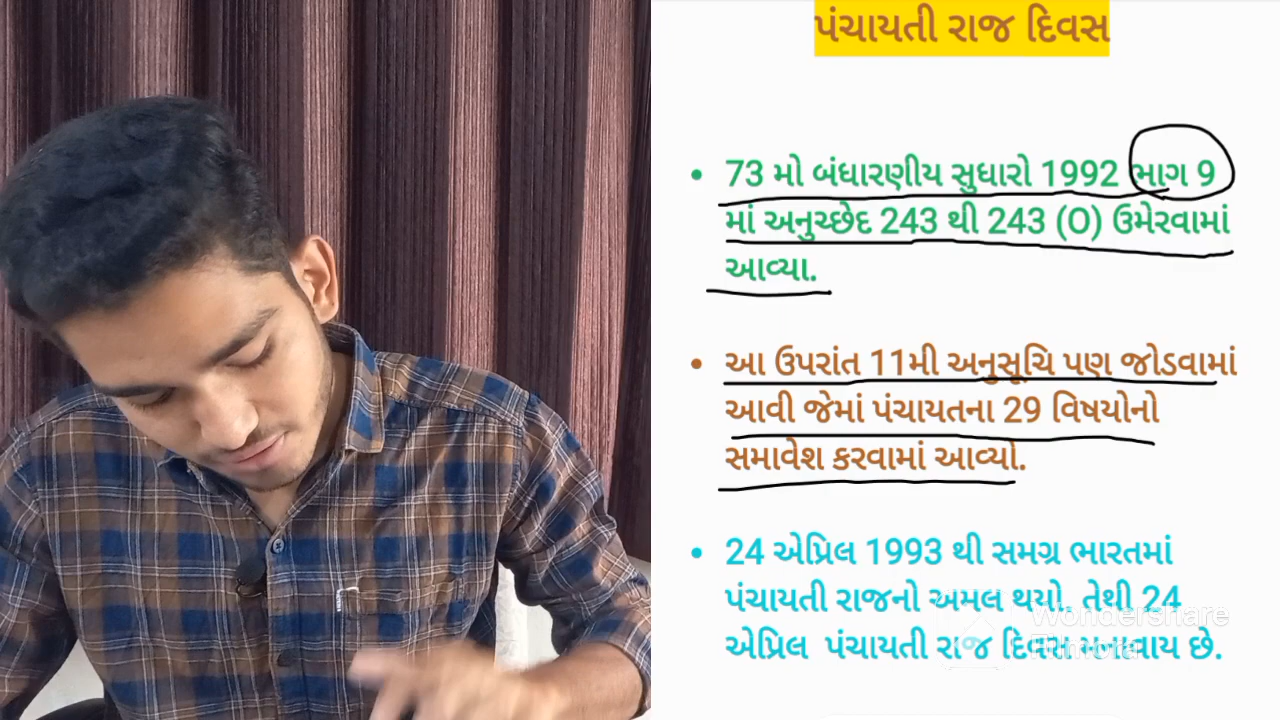 પંચાયતી રાજ દિવસ
• 73 મો બંધારણીય સુધારો 1992 ભાગ 9
માં અનુચ્છેદ 243 થી 243 (O) ઉમેરવામાં
આવ્યા.
• આ ઉપરાંત 11મી અનુસૂચિ પણ જોડવામાં
આવી જેમાં પંચાયતના 29 વિષયોનો
સમાવેશ કરવામાં આવ્યો.
• 24 એપ્રિલ 1993 થી સમગ્ર ભારતમાં
પંચાયતી રાજનો અમલ થયો. તેથી 24
એપ્રિલ પંચાયતી રાજ દિવસ મનાવાય છે.
Wondershare
Filmora